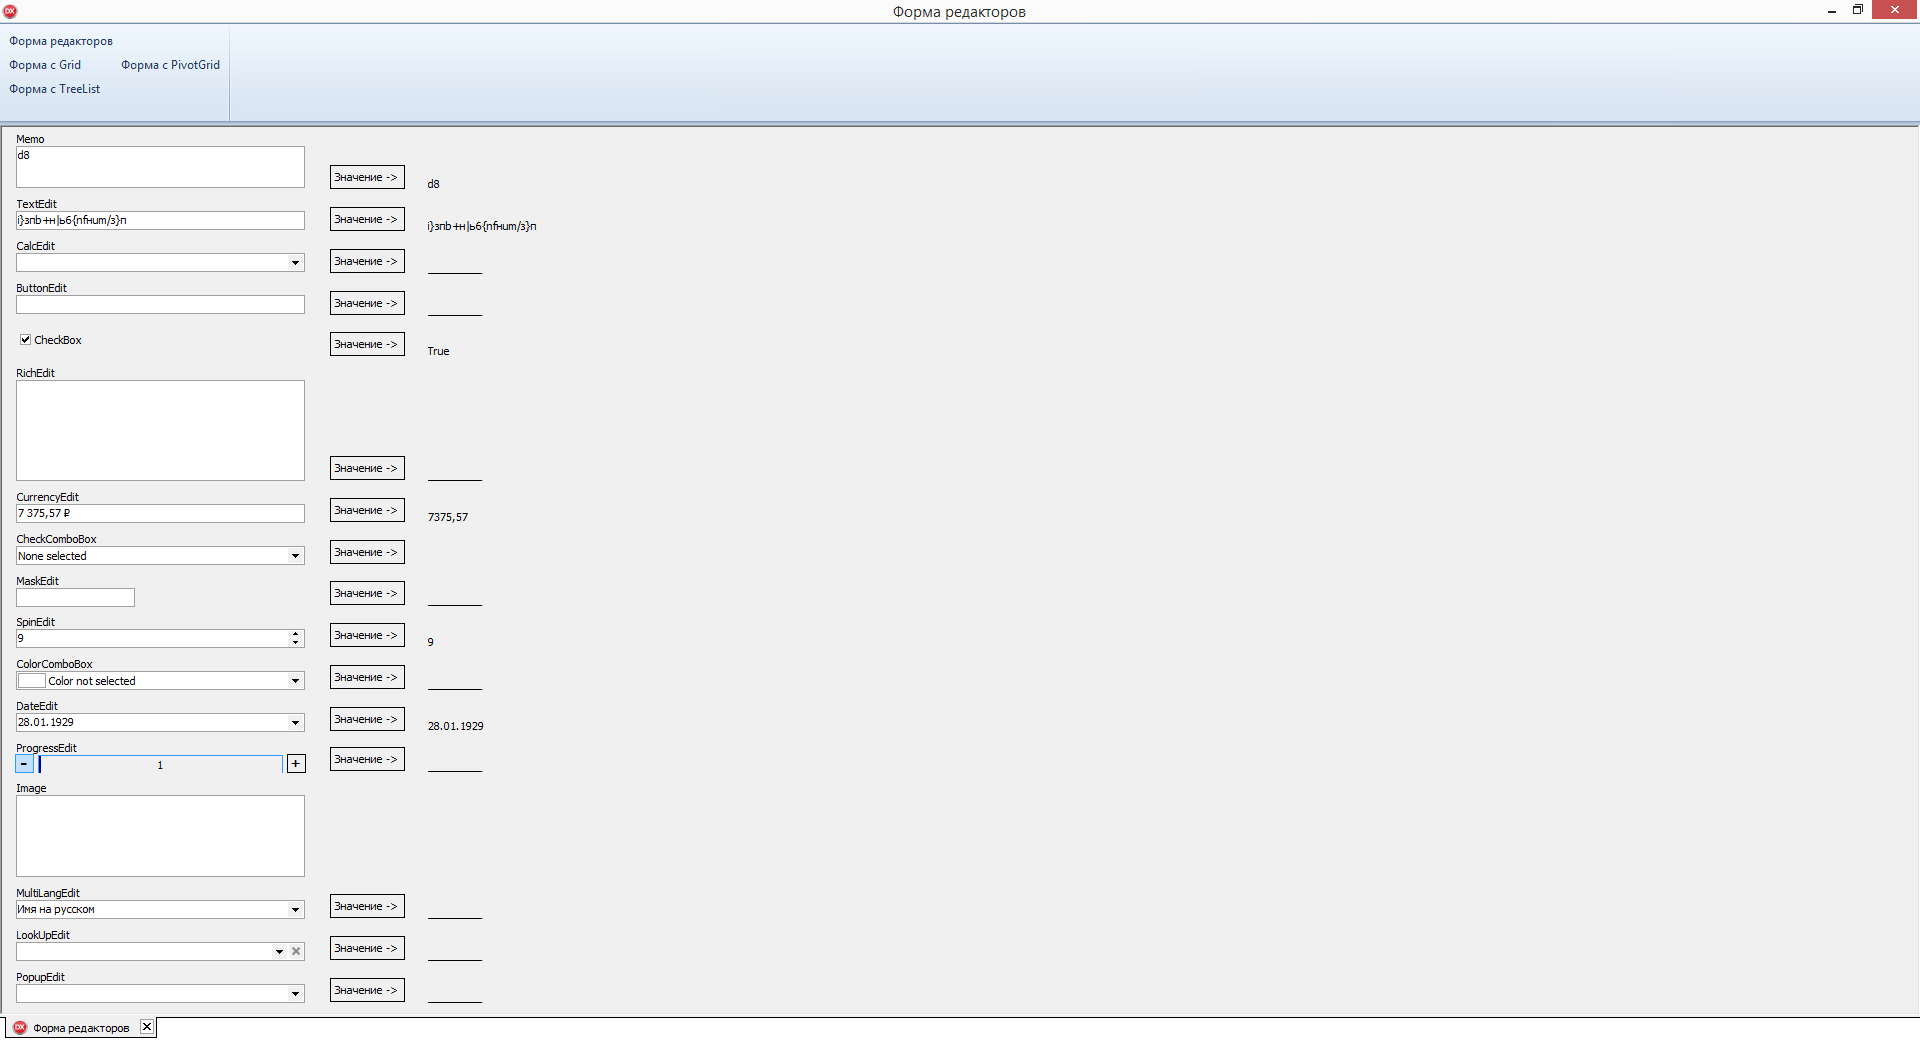 Форма редакторов
Форма редакторов
Форма с Grid
Форма с PivotGrid
Форма с TreeList
Memo
d8
Значение ->
d8
TextEdit
i}зпb+н|ь6{nfнum/з}п
Значение ->
i}зпb+н|ь6{nfнum/з}п
CalcEdit
Значение ->
ButtonEdit
Значение ->
CheckBox
Значение ->
True
RichEdit
Значение ->
CurrencyEdit
7 375,57 ₽
Значение ->
7375,57
CheckComboBox
None selected
Значение ->
MaskEdit
Значение ->
SpinEdit
9
Значение ->
9
ColorComboBox
Color not selected
Значение ->
DateEdit
28.01.1929
Значение ->
28.01.1929
ProgressEdit
- 1 +
Значение ->
Image
MultiLangEdit
Имя на русском
Значение ->
LookUpEdit
Значение ->
PopupEdit
Значение ->
DX Форма редакторов